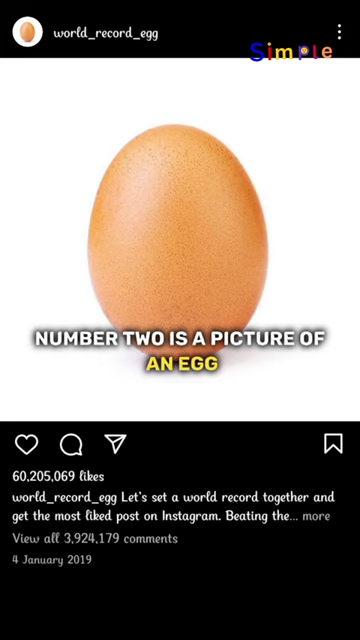 world_record_egg
Simple
NUMBER TWO IS A PICTURE OF
AN EGG
60,205,069 likes
world_record_egg Let's set a world record together and
get the most liked post on Instagram. Beating the... more
View all 3,924,179 comments
4 January 2019